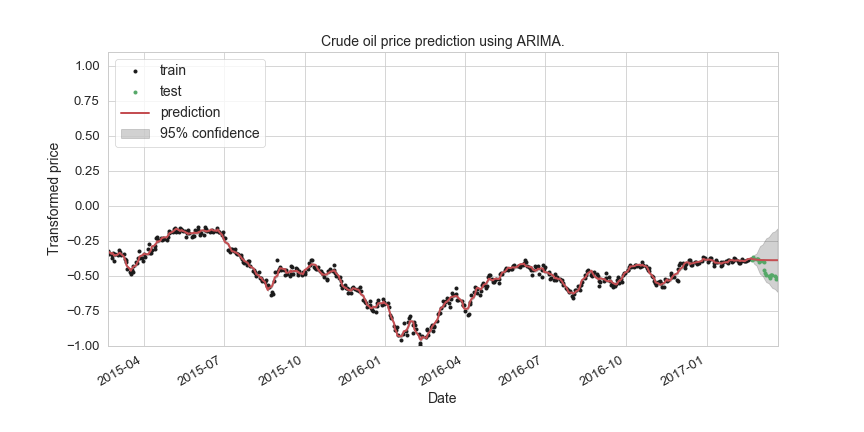 Crude oil price prediction using ARIMA.
1.00
0.75
0.50
0.25
0.00
−0.25
−0.50
−0.75
−1.00
Transformed price
train
test
prediction
95% confidence
2015-04
2015-07
2015-10
2016-01
2016-04
2016-07
2016-10
2017-01
Date